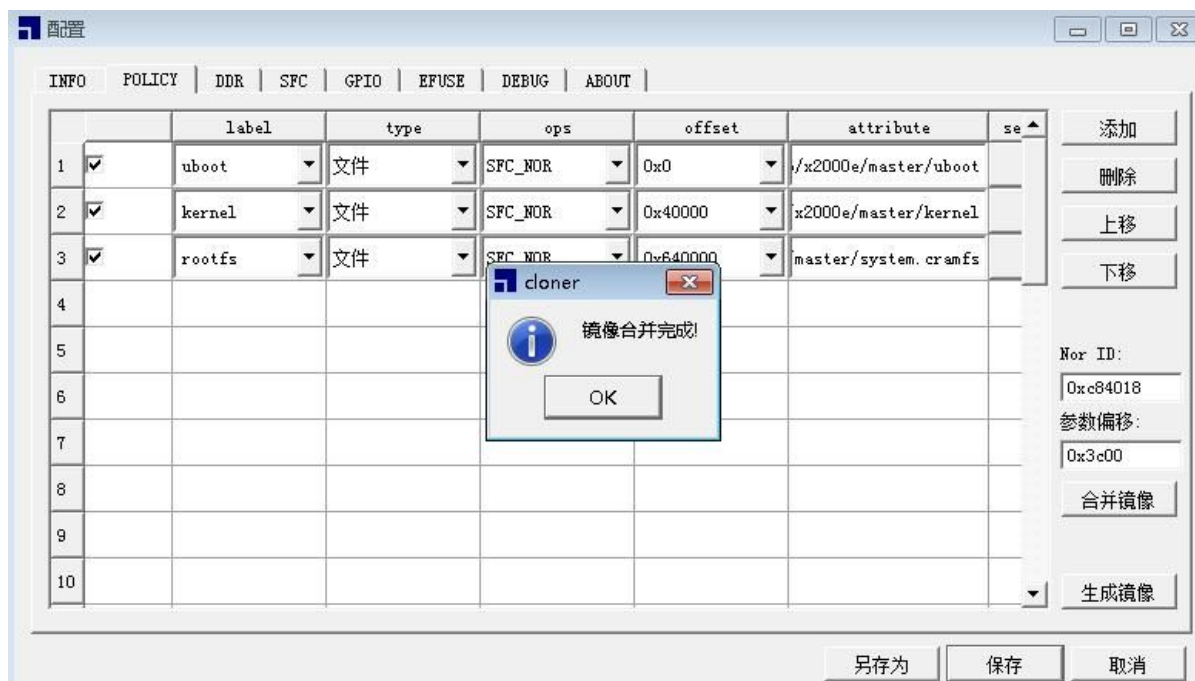 配置
INFO POLICY DDR SFC GPIO EFUSE DEBUG ABOUT
label type ops offset attribute se
添加
1 uboot 文件 SFC_NOR 0x0 /x2000e/master/uboot
删除
2 kernel 文件 SFC_NOR 0x40000 x2000e/master/kernel
上移
3 rootfs 文件 SFC_NOR 0x640000 master/system.cramfs
下移
cloner
镜像合并完成!
OK
4
5
6
7
8
9
10
Nor ID:
0xc84018
参数偏移:
0x3c00
合并镜像
生成镜像
另存为 保存 取消